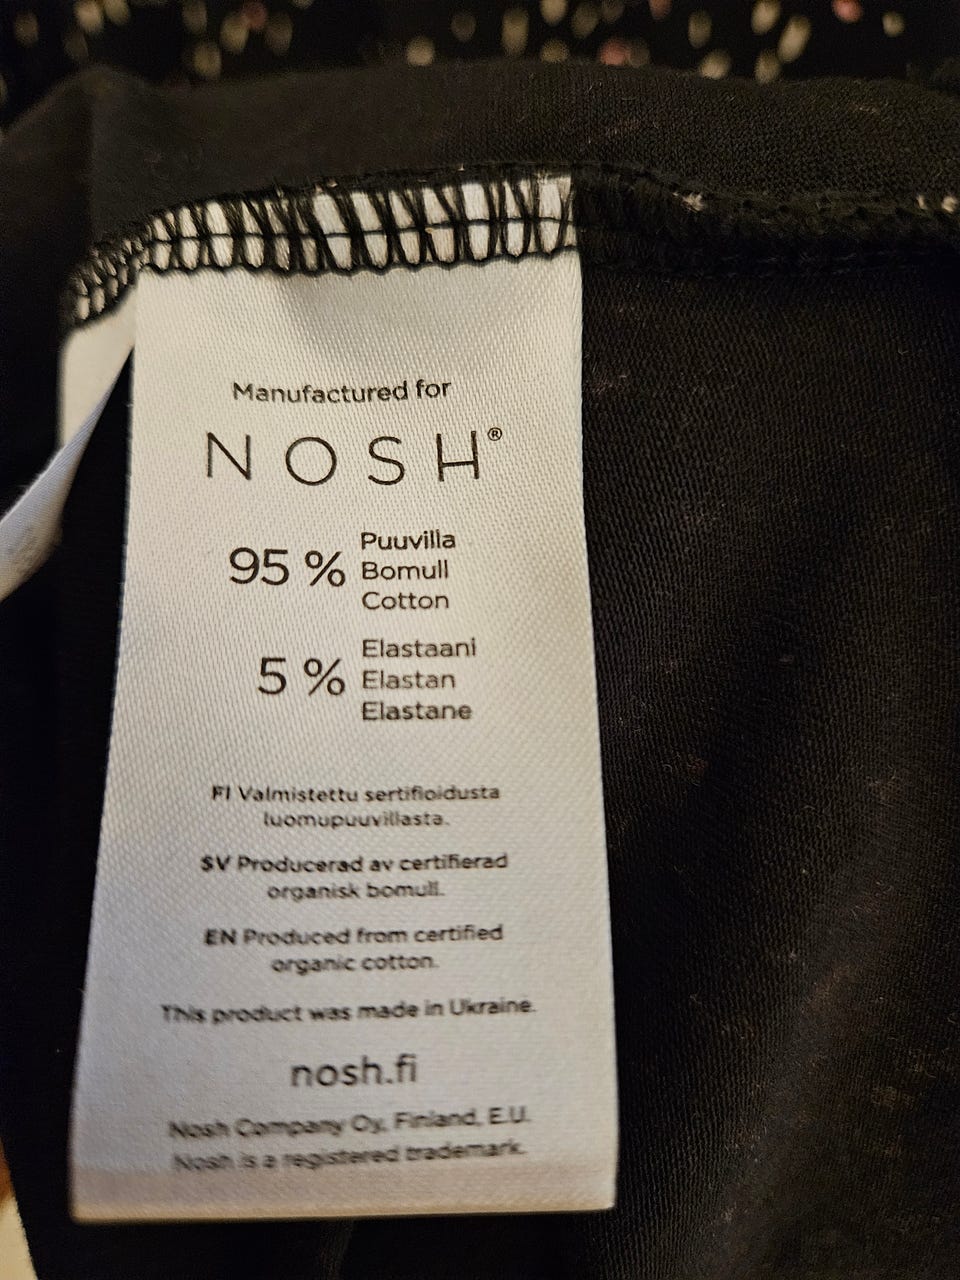 Manufactured for
NOSH®
95 % Puuvilla
Bomull
Cotton
5 % Elastaani
Elastan
Elastane
FI Valmistettu sertifioidusta
luomupuuvillasta.
SV Producerad av certifierad
organisk bomull.
EN Produced from certified
organic cotton.
This product was made in Ukraine.
nosh.fi
Nosh Company Oy, Finland, E.U.
Nosh is a registered trademark.